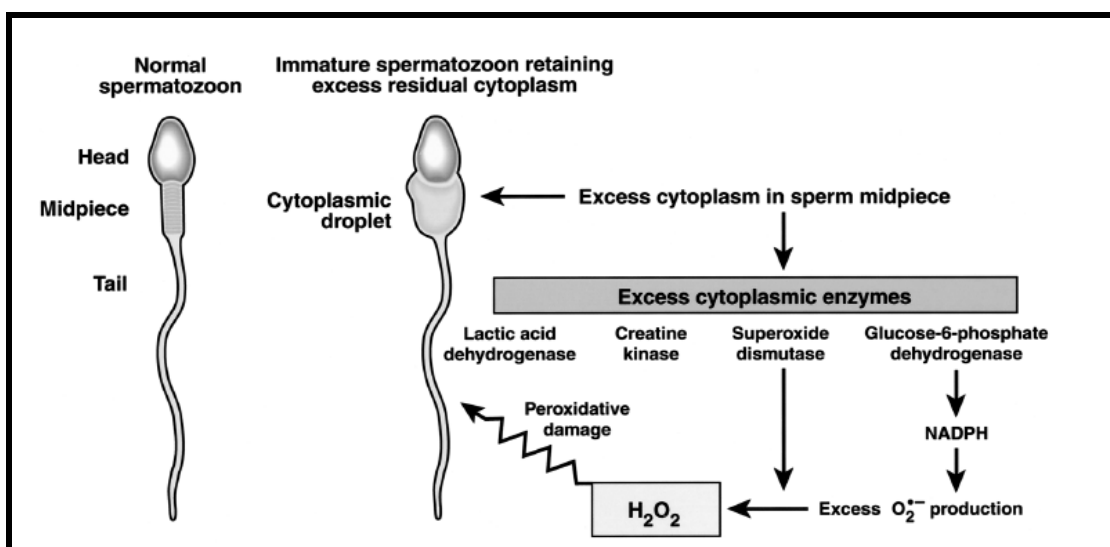 Normal
spermatozoon
Immature spermatozoon retaining
excess residual cytoplasm
Head
Midpiece
Tail
Cytoplasmic
droplet
Excess cytoplasm in sperm midpiece
Excess cytoplasmic enzymes
Lactic acid
dehydrogenase
Creatine
kinase
Superoxide
dismutase
Glucose-6-phosphate
dehydrogenase
Peroxidative
damage
NADPH
H₂O₂
Excess O₂•− production